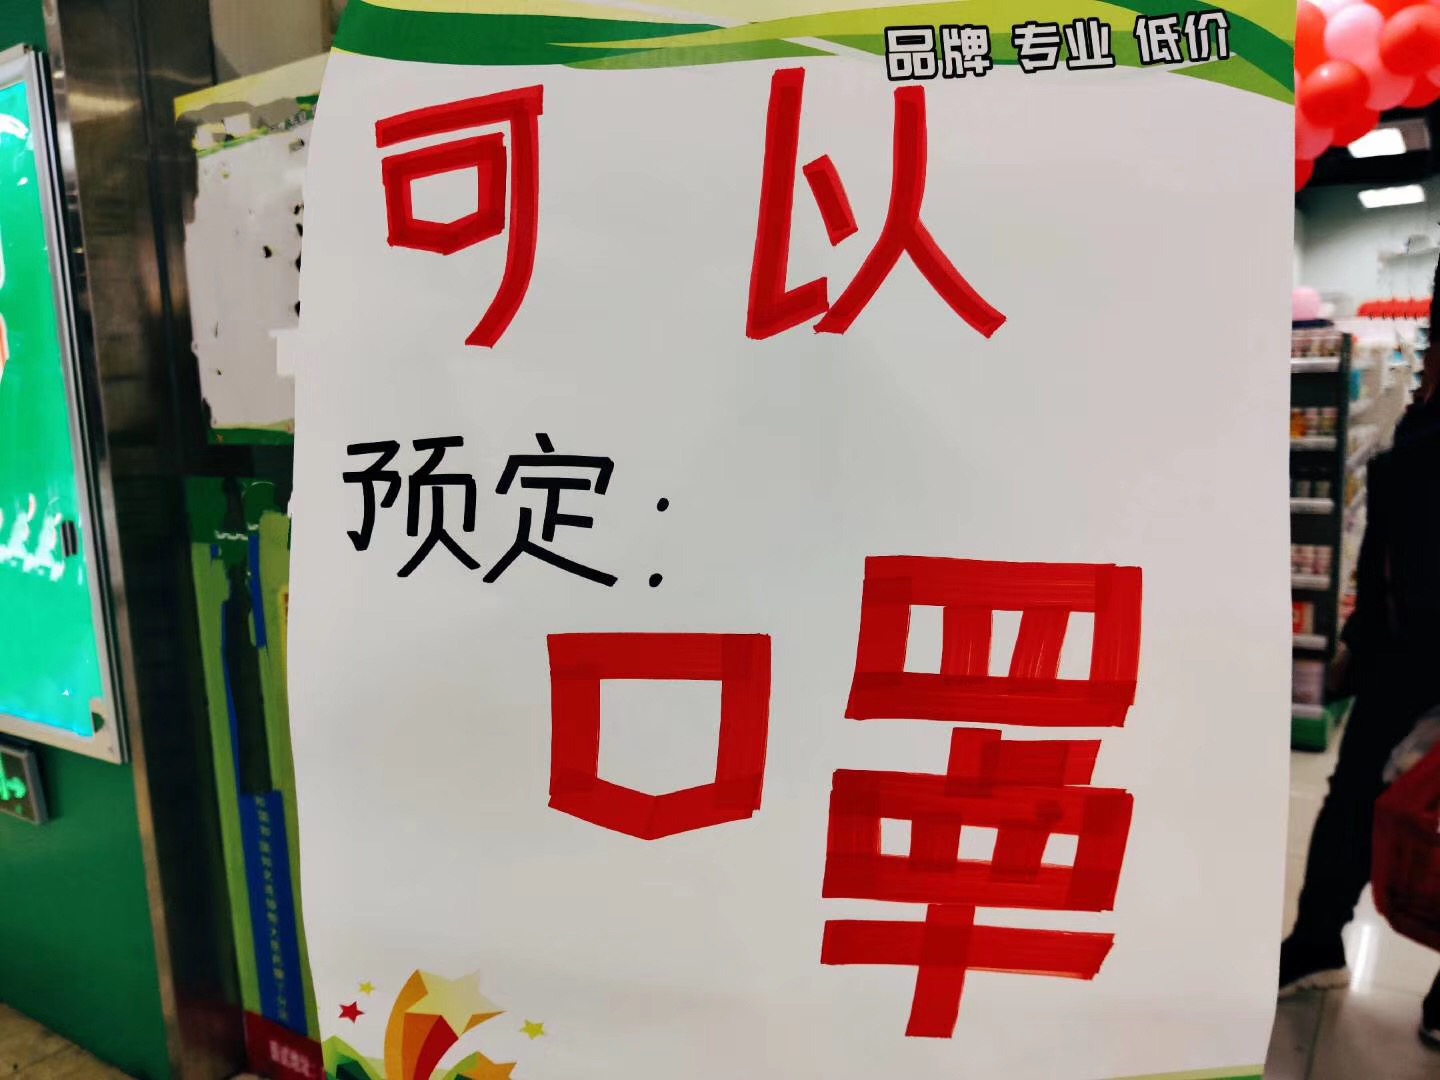 品牌 专业 低价
可以
预定:
口罩